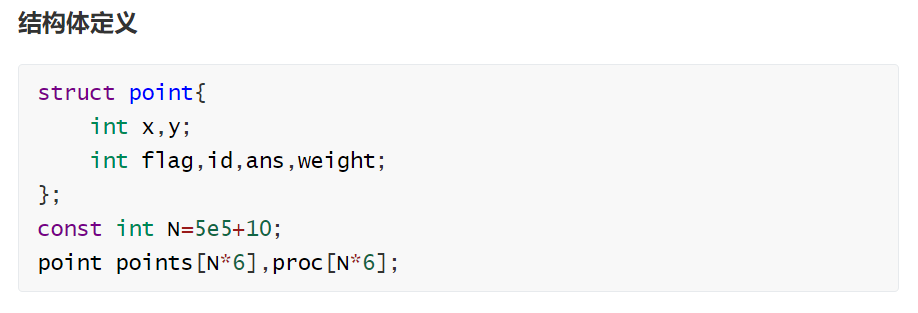 结构体定义
struct point{
    int x,y;
    int flag,id,ans,weight;
};
const int N=5e5+10;
point points[N*6],proc[N*6];